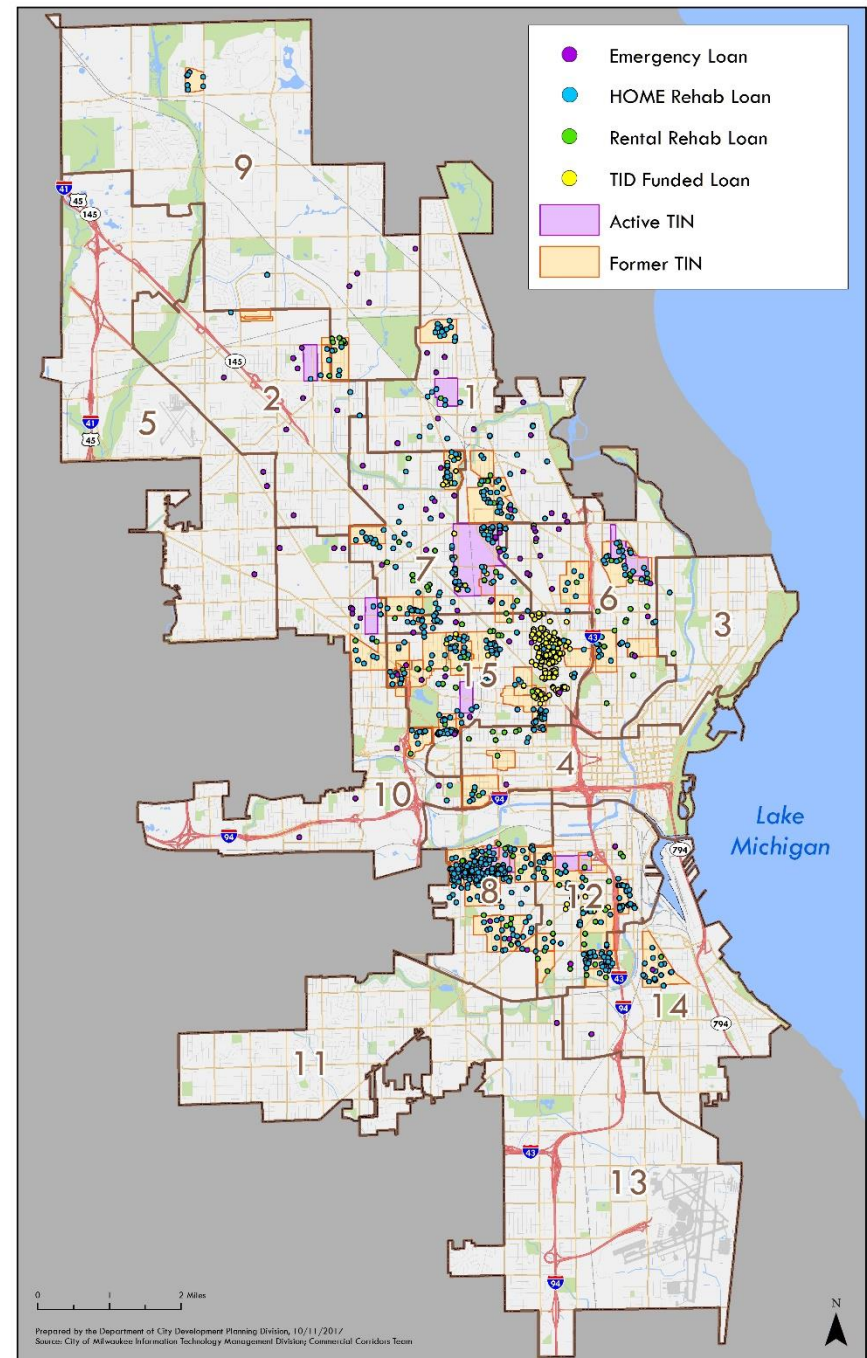 Emergency Loan
HOME Rehab Loan
Rental Rehab Loan
TID Funded Loan
Active TIN
Former TIN
9
41
45
145
145
2
1
5
41
45
7
6
3
43
15
4
10
94
94
Lake
Michigan
794
8
12
43
94
14
794
11
43
13
94
0 1 2 Miles
N
Prepared by the Department of City Development Planning Division, 10/11/2017
Source: City of Milwaukee Information Technology Management Division; Commercial Corridors Team